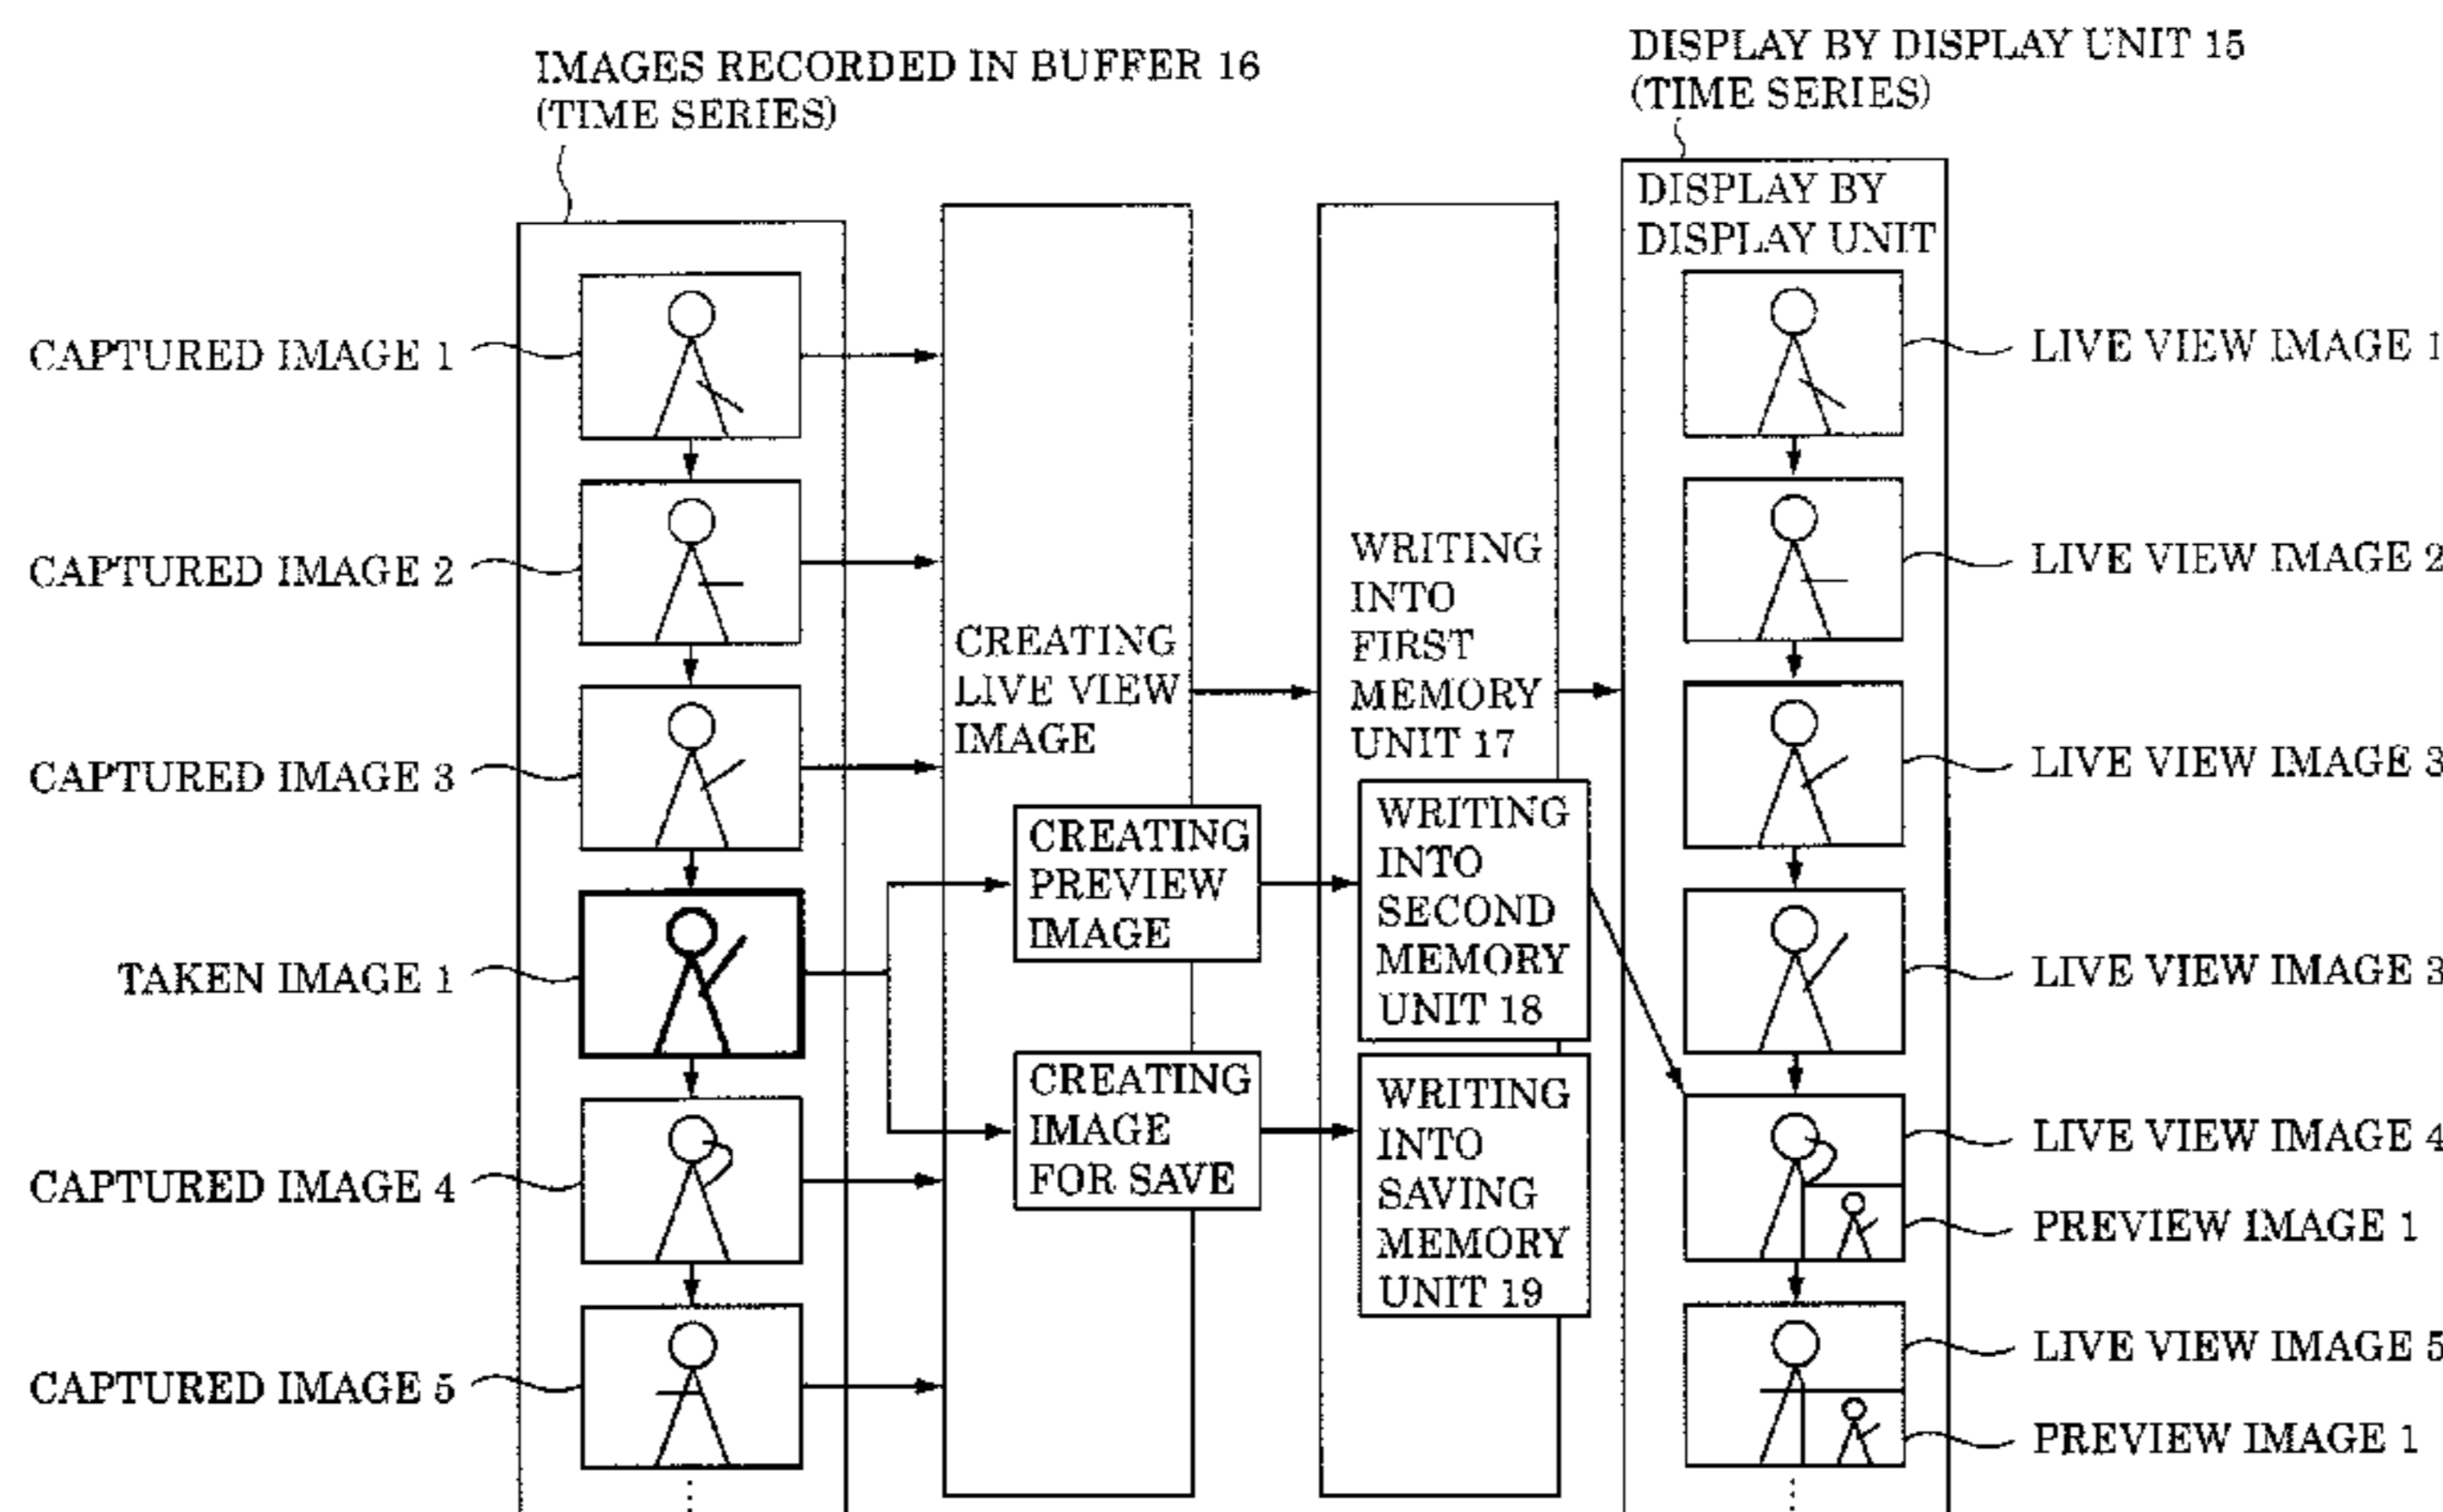 IMAGES RECORDED IN BUFFER 16
(TIME SERIES)
CAPTURED IMAGE 1
CAPTURED IMAGE 2
CAPTURED IMAGE 3
TAKEN IMAGE 1
CAPTURED IMAGE 4
CAPTURED IMAGE 5
CREATING
LIVE VIEW
IMAGE
CREATING
PREVIEW
IMAGE
CREATING
IMAGE
FOR SAVE
WRITING
INTO
FIRST
MEMORY
UNIT 17
WRITING
INTO
SECOND
MEMORY
UNIT 18
WRITING
INTO
SAVING
MEMORY
UNIT 19
DISPLAY BY DISPLAY UNIT 15
(TIME SERIES)
DISPLAY BY
DISPLAY UNIT
LIVE VIEW IMAGE 1
LIVE VIEW IMAGE 2
LIVE VIEW IMAGE 3
LIVE VIEW IMAGE 3
LIVE VIEW IMAGE 4
PREVIEW IMAGE 1
LIVE VIEW IMAGE 5
PREVIEW IMAGE 1